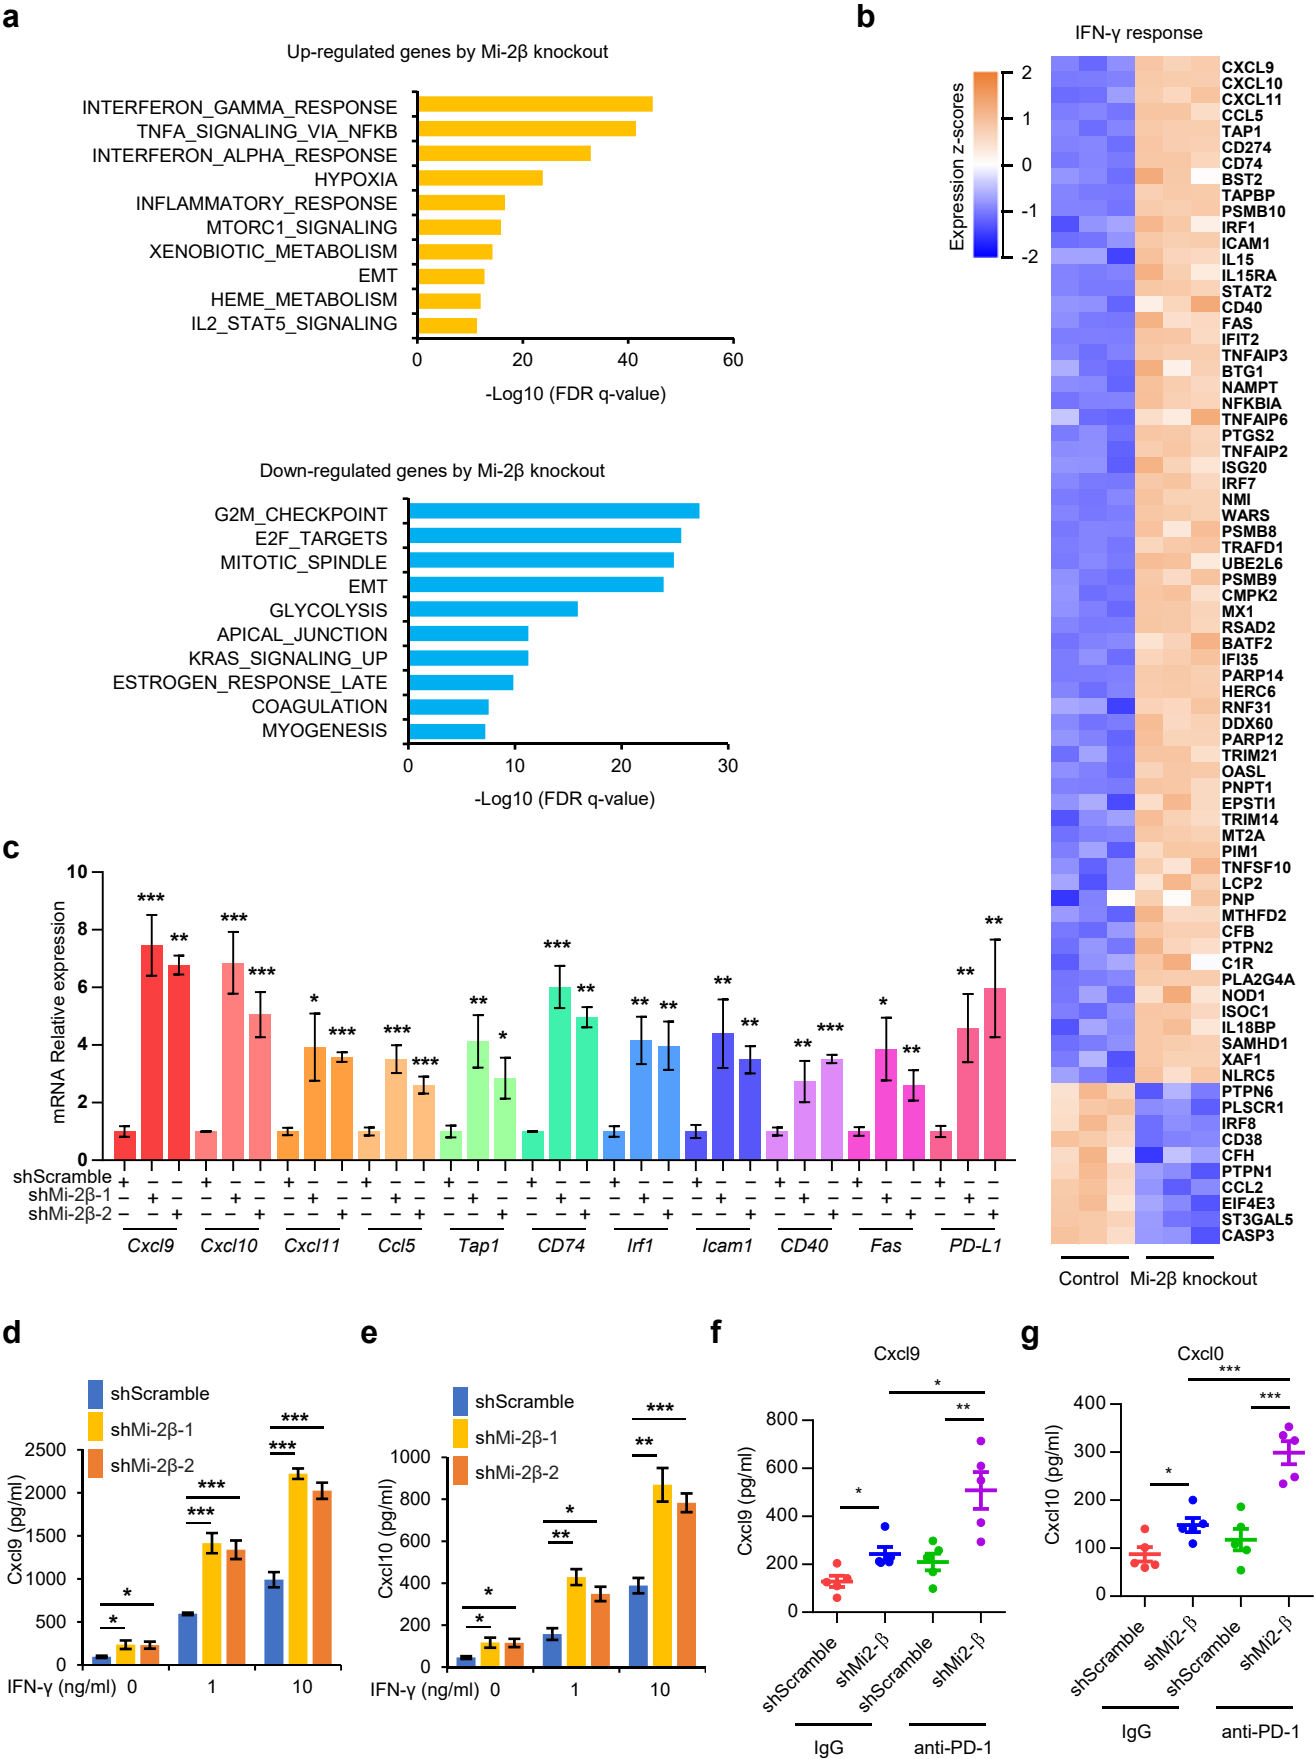 a
Up-regulated genes by Mi-2β knockout
INTERFERON_GAMMA_RESPONSE
TNFA_SIGNALING_VIA_NFKB
INTERFERON_ALPHA_RESPONSE
HYPOXIA
INFLAMMATORY_RESPONSE
MTORC1_SIGNALING
XENOBIOTIC_METABOLISM
EMT
HEME_METABOLISM
IL2_STAT5_SIGNALING
0 20 40 60
-Log10 (FDR q-value)
Down-regulated genes by Mi-2β knockout
G2M_CHECKPOINT
E2F_TARGETS
MITOTIC_SPINDLE
EMT
GLYCOLYSIS
APICAL_JUNCTION
KRAS_SIGNALING_UP
ESTROGEN_RESPONSE_LATE
COAGULATION
MYOGENESIS
0 10 20 30
-Log10 (FDR q-value)
b
IFN-γ response
Expression z-scores
2
1
0
-1
-2
CXCL9
CXCL10
CXCL11
CCL5
TAP1
CD274
CD74
BST2
TAPBP
PSMB10
IRF1
ICAM1
IL15
IL15RA
STAT2
CD40
FAS
IFIT2
TNFAIP3
BTG1
NAMPT
NFKBIA
TNFAIP6
PTGS2
TNFAIP2
ISG20
IRF7
NMI
WARS
PSMB8
TRAFD1
UBE2L6
PSMB9
CMPK2
MX1
RSAD2
BATF2
IFI35
PARP14
HERC6
RNF31
DDX60
PARP12
TRIM21
OASL
PNPT1
EPSTI1
TRIM14
MT2A
PIM1
TNFSF10
LCP2
PNP
MTHFD2
CFB
PTPN2
C1R
PLA2G4A
NOD1
ISOC1
IL18BP
SAMHD1
XAF1
NLRC5
PTPN6
PLSCR1
IRF8
CD38
CFH
PTPN1
CCL2
EIF4E3
ST3GAL5
CASP3
Control Mi-2β knockout
c
mRNA Relative expression
10
8
6
4
2
0
*** ** *** *** * *** *** *** ** * *** ** ** ** ** ** ** *** * ** ** **
shScramble + − − + − − + − − + − − + − − + − − + − − + − − + − − + − − + − −
shMi-2β-1 − + − − + − − + − − + − − + − − + − − + − − + − − + − − + − − + −
shMi-2β-2 − − + − − + − − + − − + − − + − − + − − + − − + − − + − − + − − +
Cxcl9 Cxcl10 Cxcl11 Ccl5 Tap1 CD74 Irf1 Icam1 CD40 Fas PD-L1
d
shScramble
shMi-2β-1
shMi-2β-2
Cxcl9 (pg/ml)
2500
2000
1500
1000
500
0
* * *** *** *** ***
IFN-γ (ng/ml) 0 1 10
e
shScramble
shMi-2β-1
shMi-2β-2
Cxcl10 (pg/ml)
1000
800
600
400
200
0
* * ** * ** ***
IFN-γ (ng/ml) 0 1 10
f
Cxcl9
Cxcl9 (pg/ml)
800
600
400
200
0
* ** *
shScramble shMi2-β shScramble shMi2-β
IgG anti-PD-1
g
Cxcl0
Cxcl10 (pg/ml)
400
300
200
100
0
* *** ***
shScramble shMi2-β shScramble shMi2-β
IgG anti-PD-1